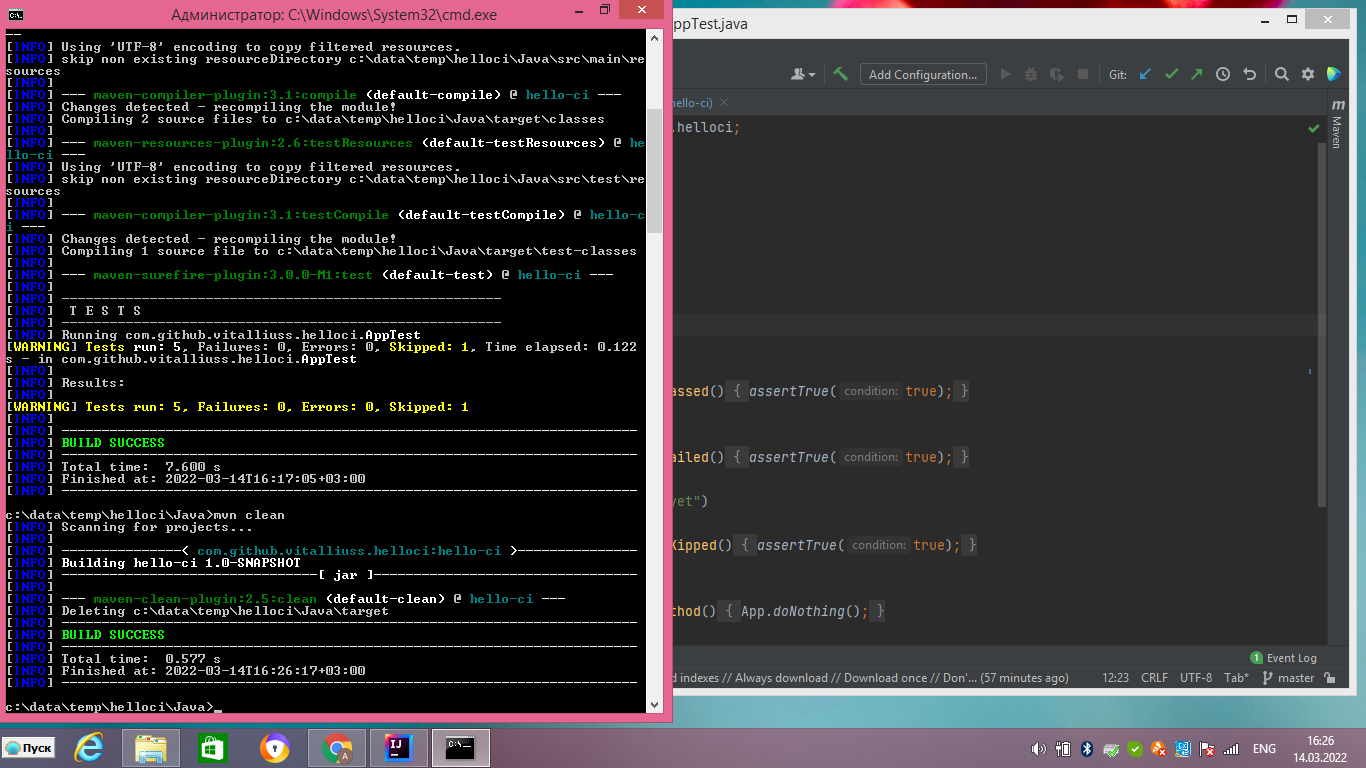 Администратор: C:\Windows\System32\cmd.exe
--
[INFO] Using 'UTF-8' encoding to copy filtered resources.
[INFO] skip non existing resourceDirectory c:\data\temp\helloci\Java\src\main\re
sources
[INFO]
[INFO] --- maven-compiler-plugin:3.1:compile (default-compile) @ hello-ci ---
[INFO] Changes detected - recompiling the module!
[INFO] Compiling 2 source files to c:\data\temp\helloci\Java\target\classes
[INFO]
[INFO] --- maven-resources-plugin:2.6:testResources (default-testResources) @ he
llo-ci ---
[INFO] Using 'UTF-8' encoding to copy filtered resources.
[INFO] skip non existing resourceDirectory c:\data\temp\helloci\Java\src\test\re
sources
[INFO]
[INFO] --- maven-compiler-plugin:3.1:testCompile (default-testCompile) @ hello-c
i ---
[INFO] Changes detected - recompiling the module!
[INFO] Compiling 1 source file to c:\data\temp\helloci\Java\target\test-classes
[INFO]
[INFO] --- maven-surefire-plugin:3.0.0-M1:test (default-test) @ hello-ci ---
[INFO]
[INFO] -------------------------------------------------------
[INFO]  T E S T S
[INFO] -------------------------------------------------------
[INFO] Running com.github.vitalliuss.helloci.AppTest
[WARNING] Tests run: 5, Failures: 0, Errors: 0, Skipped: 1, Time elapsed: 0.122
s - in com.github.vitalliuss.helloci.AppTest
[INFO]
[INFO] Results:
[INFO]
[WARNING] Tests run: 5, Failures: 0, Errors: 0, Skipped: 1
[INFO]
[INFO] ------------------------------------------------------------------------
[INFO] BUILD SUCCESS
[INFO] ------------------------------------------------------------------------
[INFO] Total time:  7.600 s
[INFO] Finished at: 2022-03-14T16:17:05+03:00
[INFO] ------------------------------------------------------------------------
c:\data\temp\helloci\Java>mvn clean
[INFO] Scanning for projects...
[INFO]
[INFO] ---------------< com.github.vitalliuss.helloci:hello-ci >---------------
[INFO] Building hello-ci 1.0-SNAPSHOT
[INFO] --------------------------------[ jar ]---------------------------------
[INFO]
[INFO] --- maven-clean-plugin:2.5:clean (default-clean) @ hello-ci ---
[INFO] Deleting c:\data\temp\helloci\Java\target
[INFO] ------------------------------------------------------------------------
[INFO] BUILD SUCCESS
[INFO] ------------------------------------------------------------------------
[INFO] Total time:  0.577 s
[INFO] Finished at: 2022-03-14T16:26:17+03:00
[INFO] ------------------------------------------------------------------------
c:\data\temp\helloci\Java>_
ppTest.java
Add Configuration... Git:
hello-ci)
.helloci;
assed() { assertTrue( condition: true); }
ailed() { assertTrue( condition: true); }
yet")
Kipped() { assertTrue( condition: true); }
thod() { App.doNothing(); }
m Maven
1 Event Log
d indexes // Always download // Download once // Don'... (57 minutes ago) 12:23 CRLF UTF-8 Tab* master
Пуск
ENG
16:26
14.03.2022